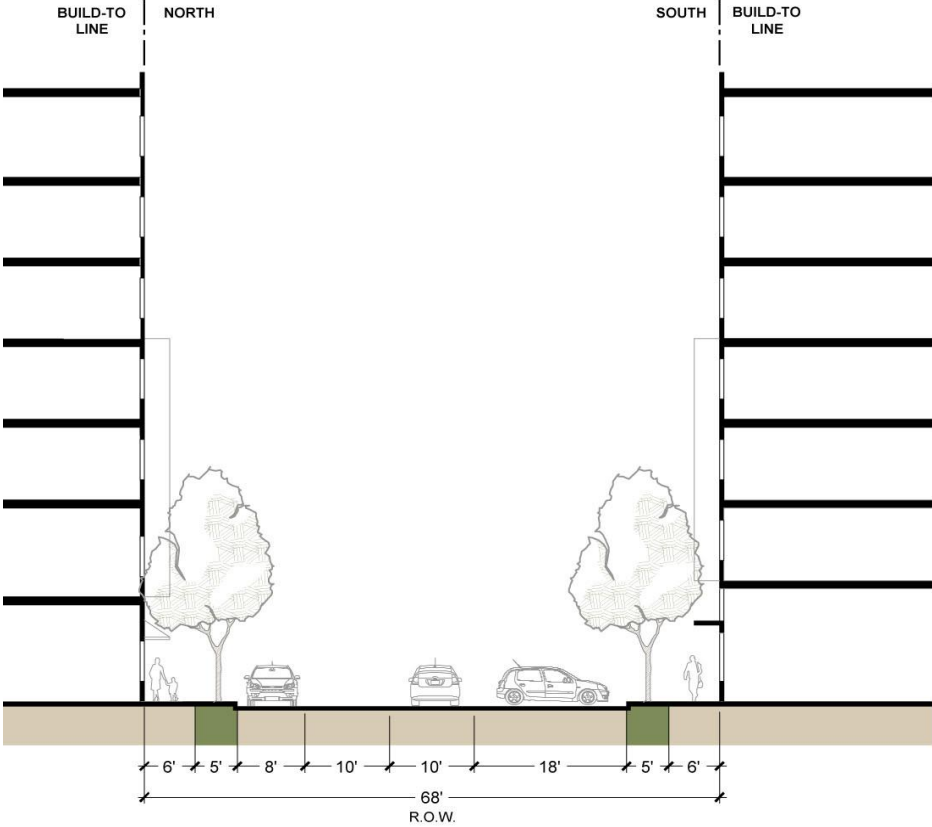 BUILD-TO
LINE
NORTH
SOUTH
BUILD-TO
LINE
6' 5' 8' 10' 10' 18' 5' 6'
68'
R.O.W.